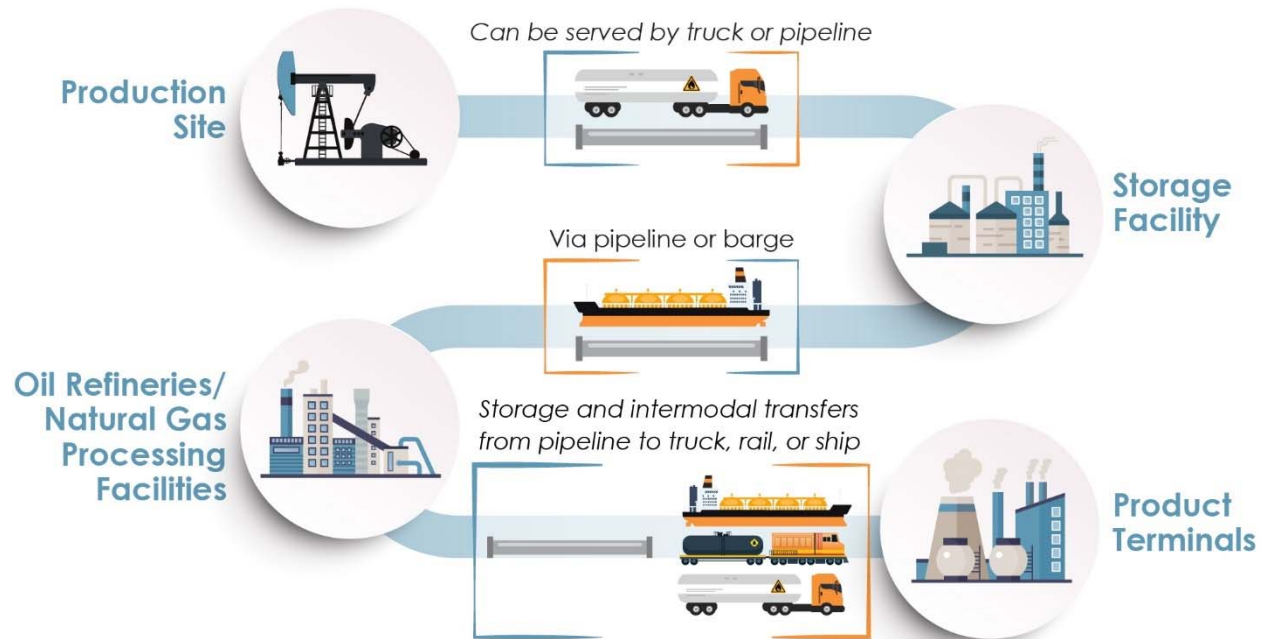 Can be served by truck or pipeline
Production
Site
Storage
Facility
Via pipeline or barge
Oil Refineries/
Natural Gas
Processing
Facilities
Storage and intermodal transfers
from pipeline to truck, rail, or ship
Product
Terminals